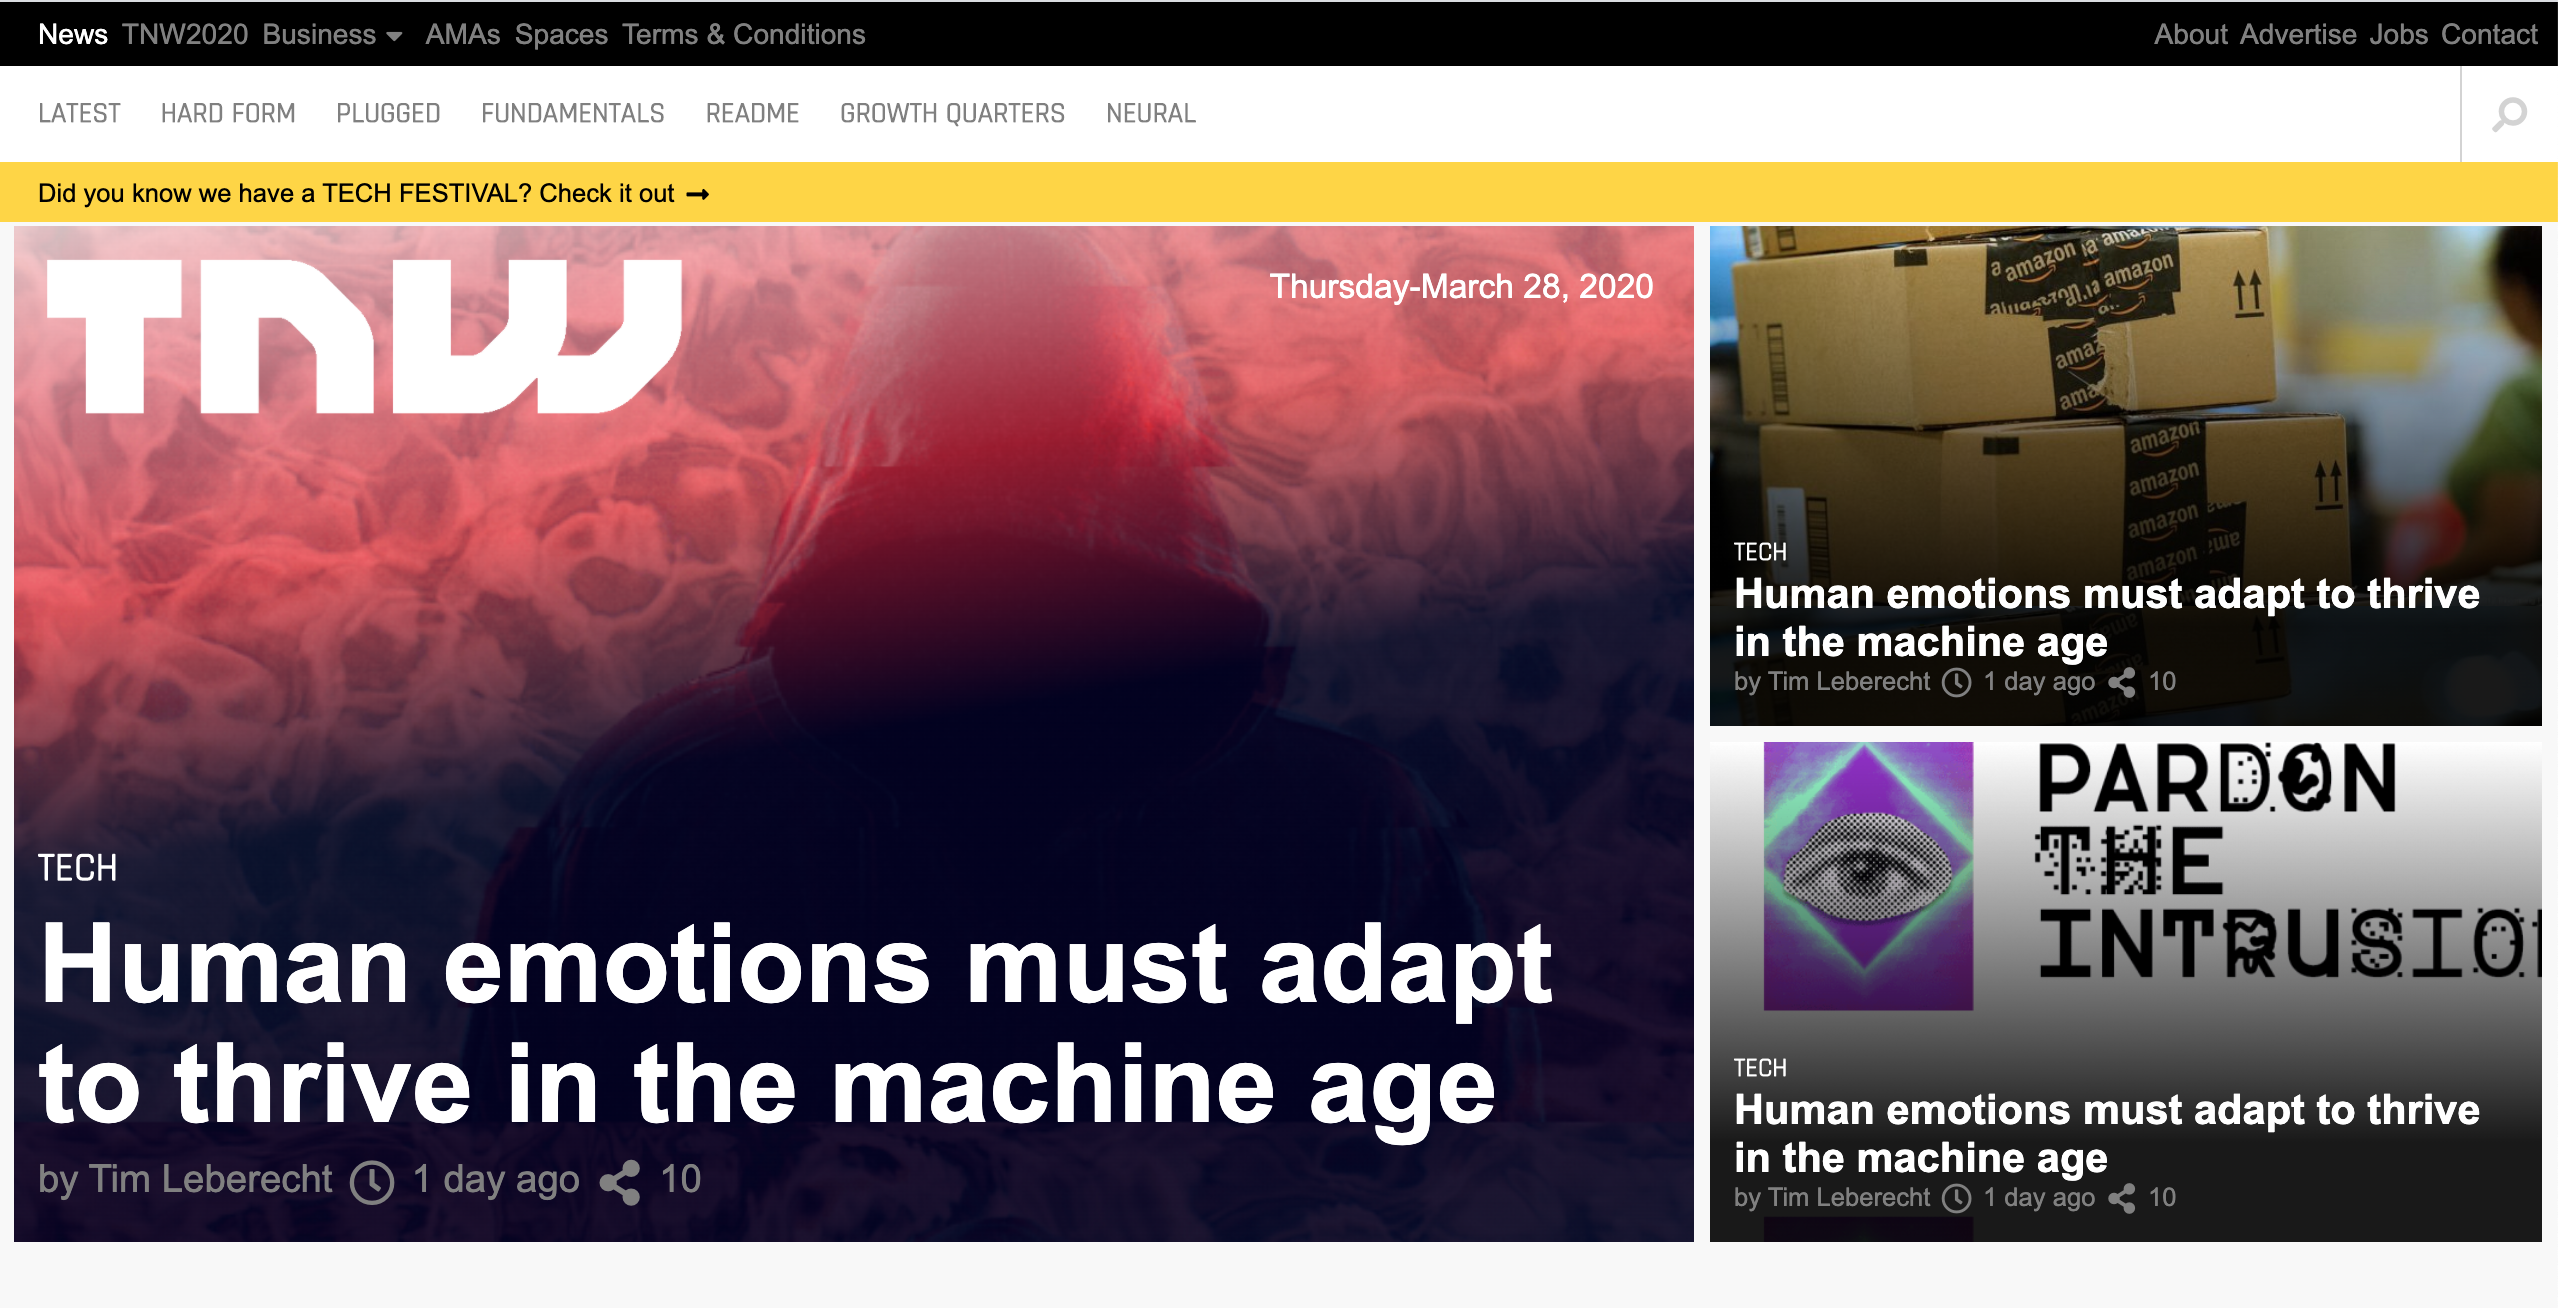 News TNW2020 Business AMAs Spaces Terms & Conditions About Advertise Jobs Contact
LATEST HARD FORM PLUGGED FUNDAMENTALS README GROWTH QUARTERS NEURAL
Did you know we have a TECH FESTIVAL? Check it out →
TNW
Thursday-March 28, 2020
TECH
Human emotions must adapt
to thrive in the machine age
by Tim Leberecht 1 day ago 10
amazon
amazon
amazon
amazon
amazon
amazon
amazon
TECH
Human emotions must adapt to thrive
in the machine age
by Tim Leberecht 1 day ago 10
PARDON
THE
INTRUSIO
TECH
Human emotions must adapt to thrive
in the machine age
by Tim Leberecht 1 day ago 10